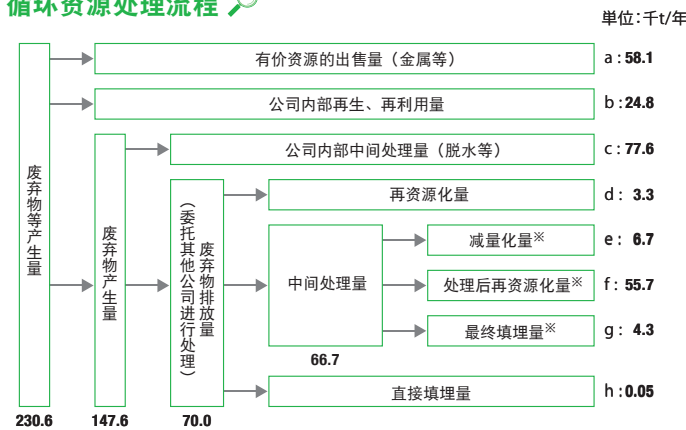 循环资源处理流程
单位：千t/年
有价资源的出售量（金属等）
a : 58.1
公司内部再生、再利用量
b : 24.8
公司内部中间处理量（脱水等）
c : 77.6
再资源化量
d : 3.3
减量化量※
e : 6.7
处理后再资源化量※
f : 55.7
最终填埋量※
g : 4.3
直接填埋量
h : 0.05
废弃物等产生量
230.6
废弃物产生量
147.6
废弃物排放量
（委托其他公司进行处理）
70.0
中间处理量
66.7